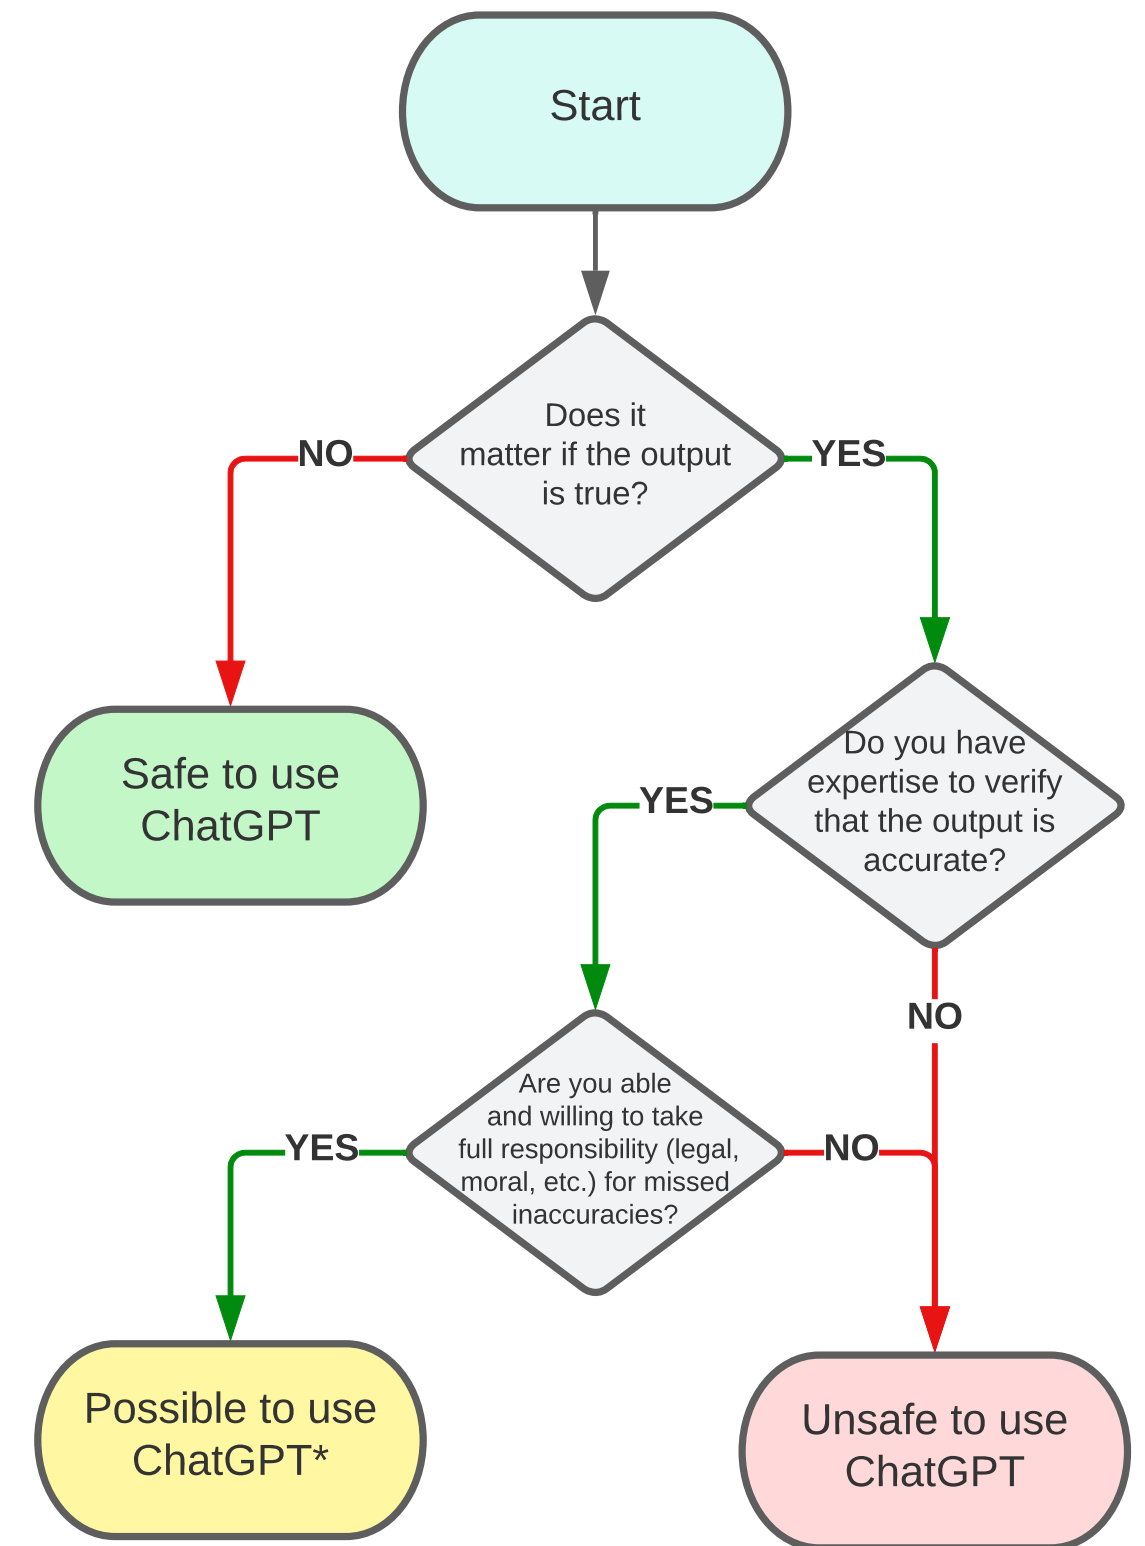 Start
Does it
matter if the output
is true?
NO
YES
Safe to use
ChatGPT
Do you have
expertise to verify
that the output is
accurate?
YES
NO
Are you able
and willing to take
full responsibility (legal,
moral, etc.) for missed
inaccuracies?
YES
NO
Possible to use
ChatGPT*
Unsafe to use
ChatGPT